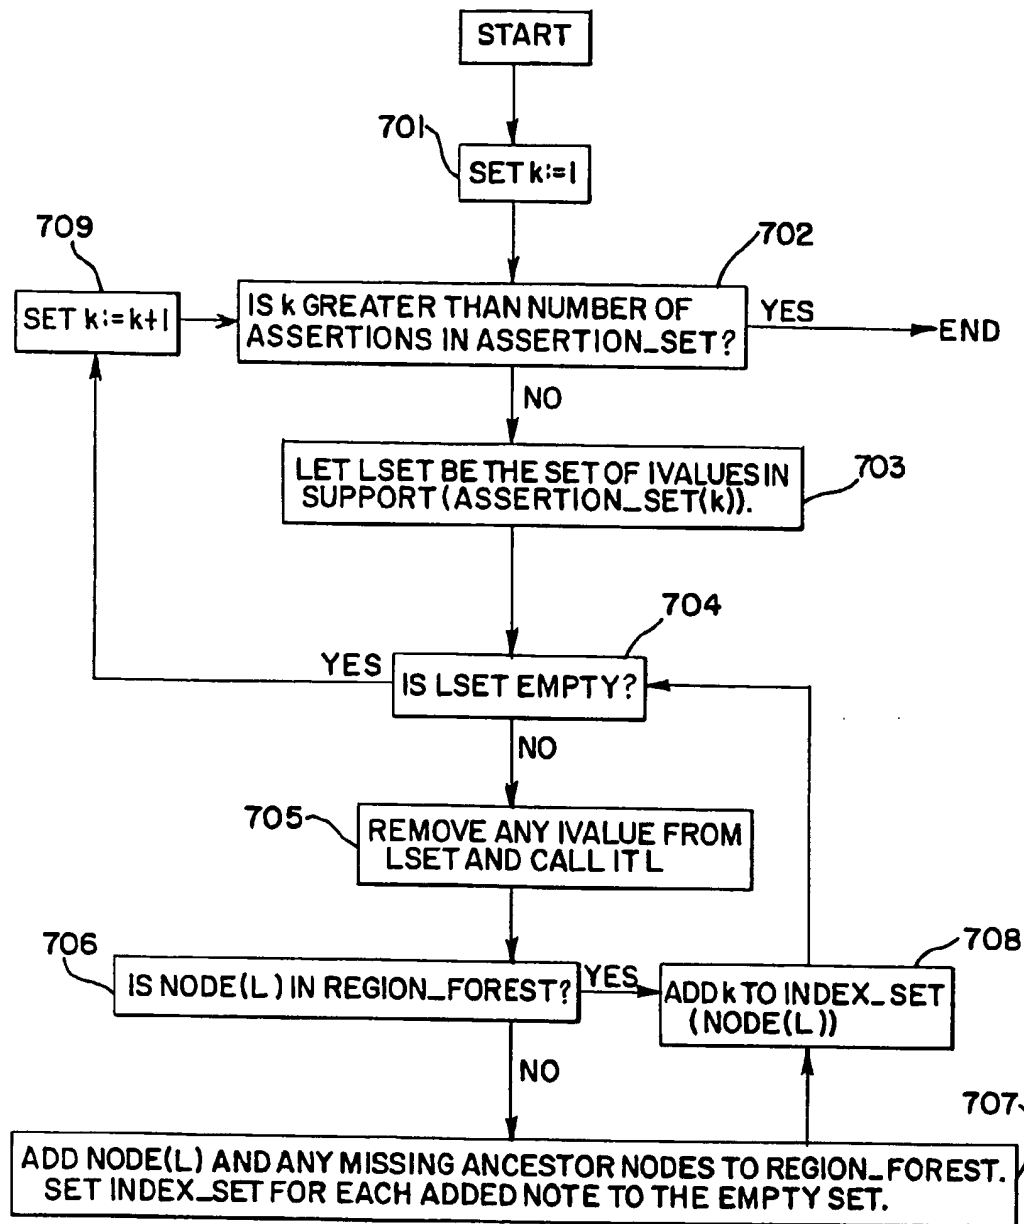 START
701
SET k:=1
709
702
SET k:=k+1
IS k GREATER THAN NUMBER OF
ASSERTIONS IN ASSERTION_SET?
YES
END
NO
LET LSET BE THE SET OF IVALUES IN
SUPPORT (ASSERTION_SET(k)).
703
704
YES
IS LSET EMPTY?
NO
705
REMOVE ANY IVALUE FROM
LSET AND CALL IT L
706
708
IS NODE(L) IN REGION_FOREST?
YES
ADD k TO INDEX_SET
(NODE(L))
NO
707
ADD NODE(L) AND ANY MISSING ANCESTOR NODES TO REGION_FOREST.
SET INDEX_SET FOR EACH ADDED NOTE TO THE EMPTY SET.